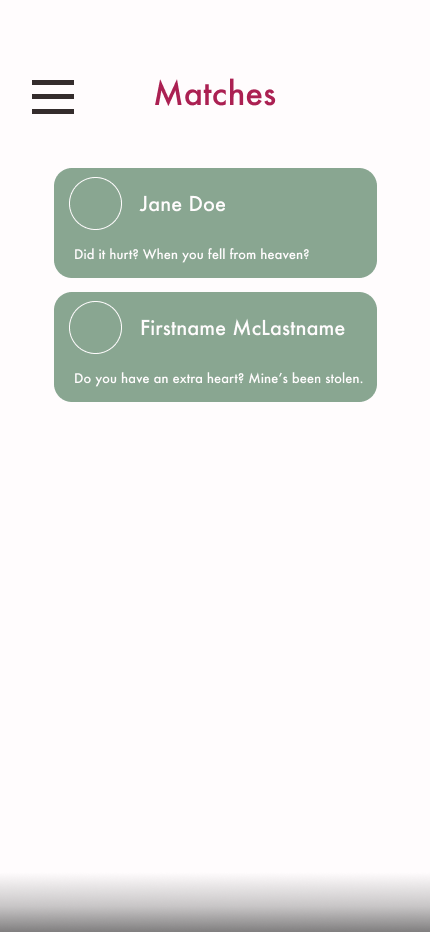 Matches
Jane Doe
Did it hurt? When you fell from heaven?
Firstname McLastname
Do you have an extra heart? Mine’s been stolen.